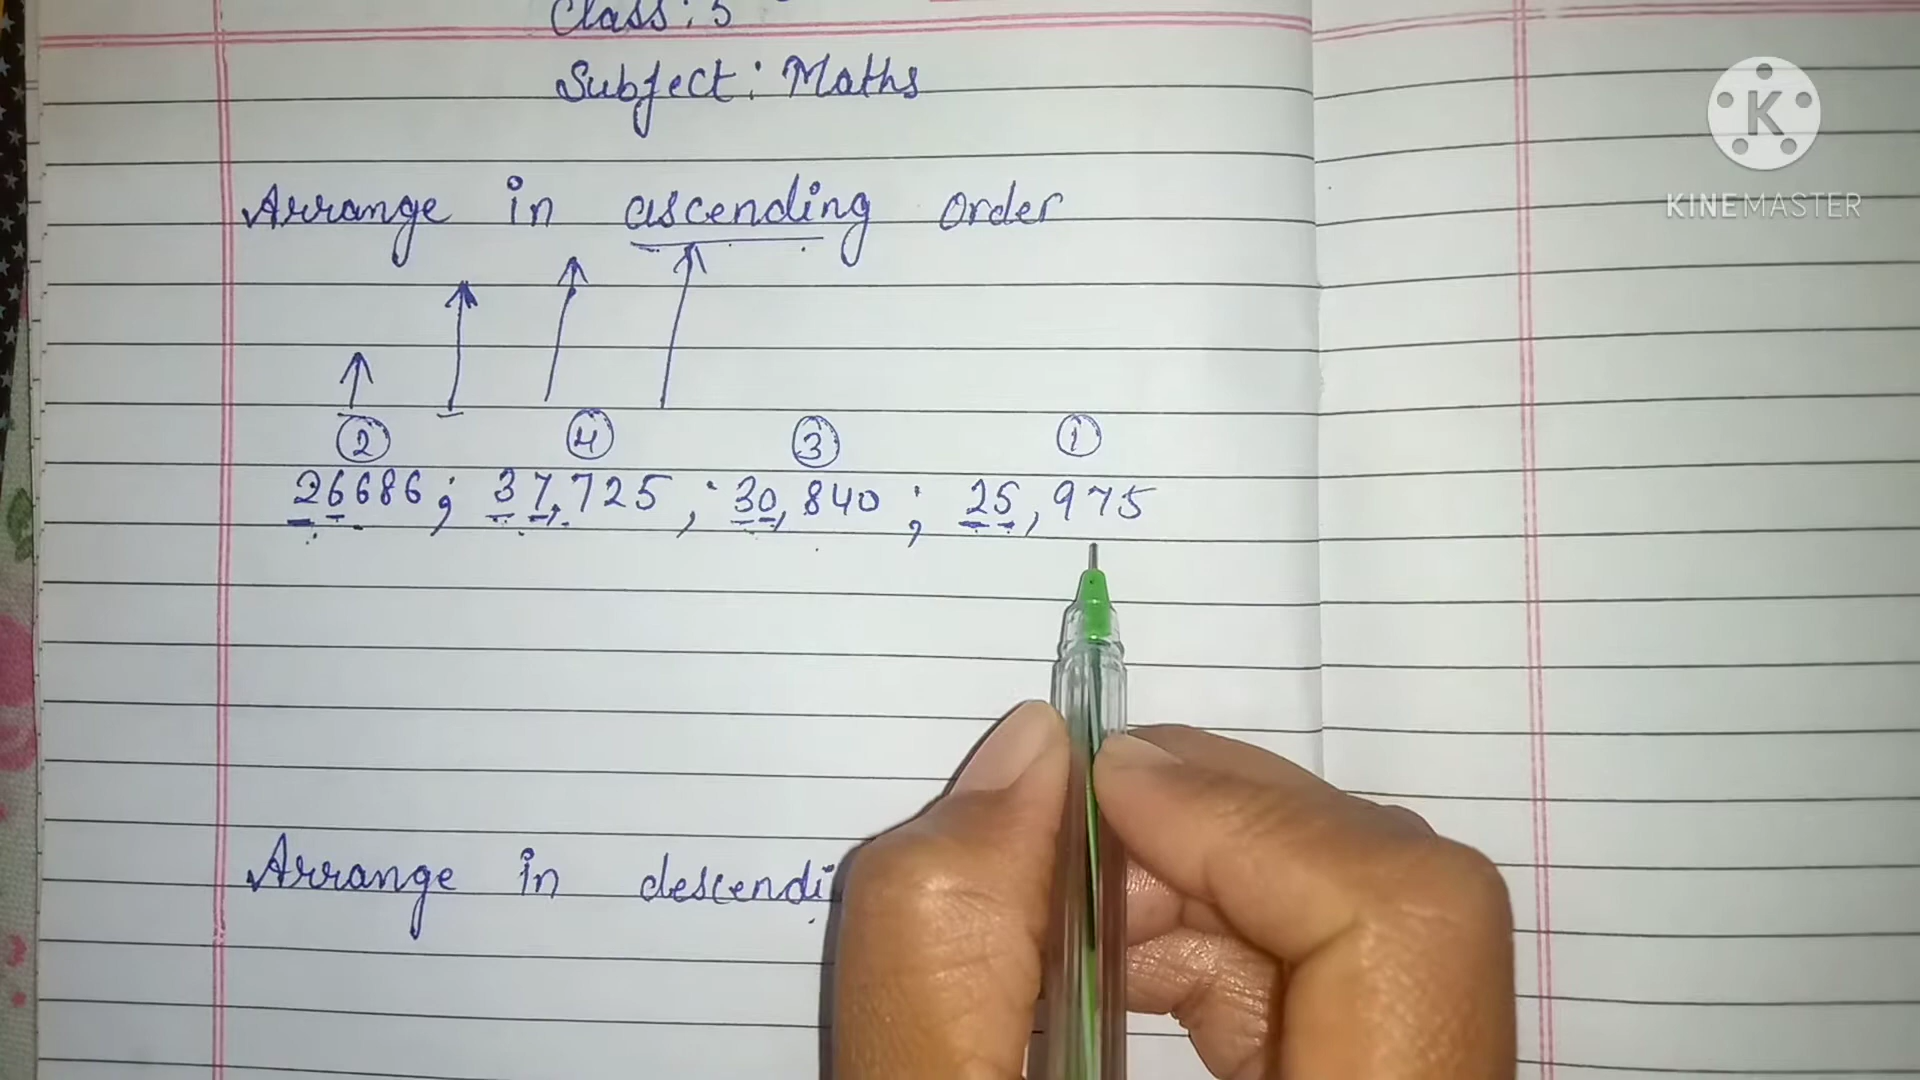 Class: 5
Subject: Maths
K
KINEMASTER
Arrange in ascending order
2 4 3 1
26686; 37,725; 30,840; 25,975
Arrange in